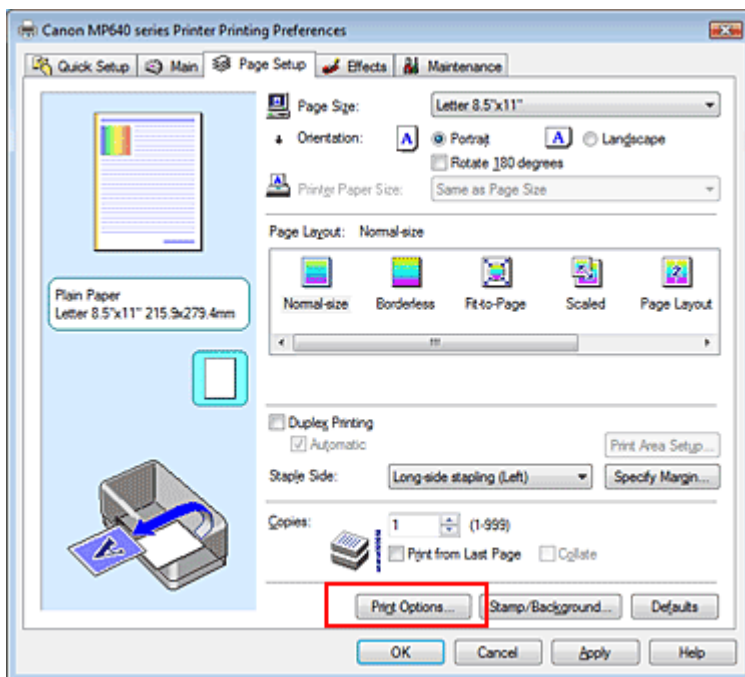 Canon MP640 series Printer Printing Preferences
Quick Setup Main Page Setup Effects Maintenance
Page Size: Letter 8.5"x11"
Orientation: A Portrait A Landscape
Rotate 180 degrees
Printer Paper Size: Same as Page Size
Page Layout: Normal-size
Normal-size Borderless Fit-to-Page Scaled Page Layout
Plain Paper
Letter 8.5"x11" 215.9x279.4mm
Duplex Printing
Automatic Print Area Setup...
Staple Side: Long-side stapling (Left) Specify Margin...
Copies: 1 (1-999)
Print from Last Page Collate
Print Options... Stamp/Background... Defaults
OK Cancel Apply Help